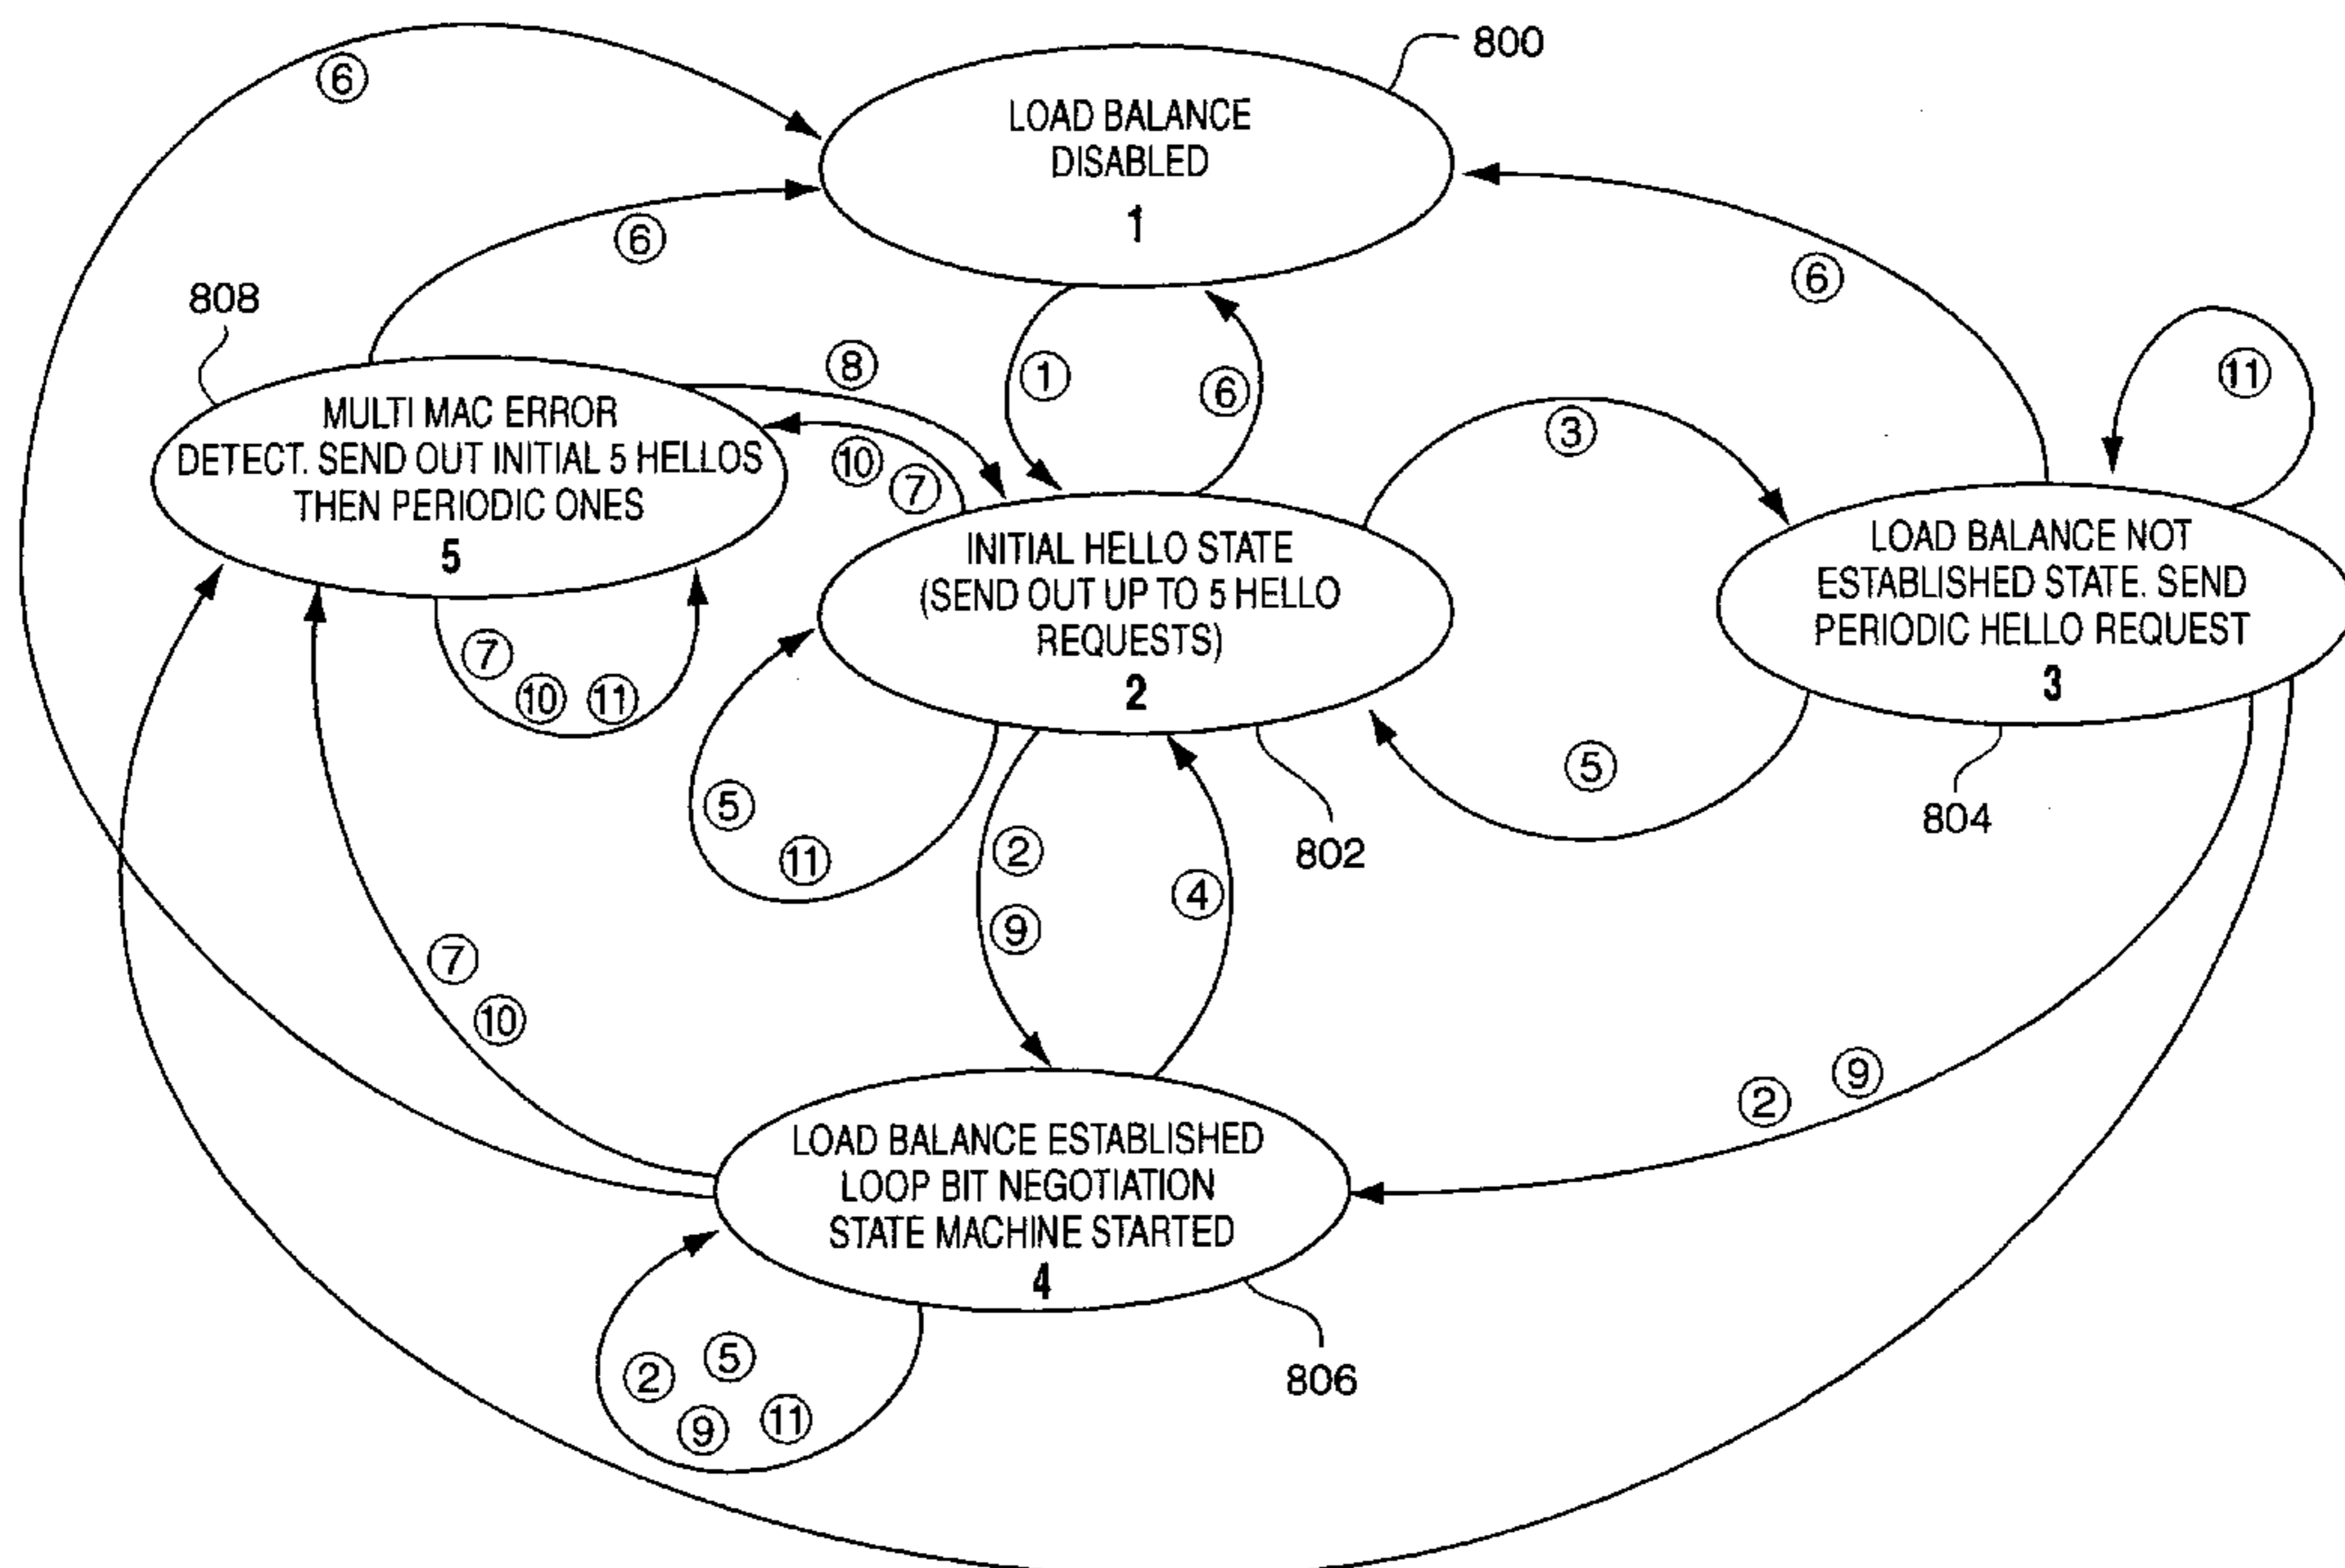 800
⑥
LOAD BALANCE
DISABLED
1
⑥
⑥
808
①
⑥
⑪
⑧
③
MULTI MAC ERROR
DETECT. SEND OUT INITIAL 5 HELLOS
THEN PERIODIC ONES
5
⑩ ⑦
INITIAL HELLO STATE
(SEND OUT UP TO 5 HELLO
REQUESTS)
2
LOAD BALANCE NOT
ESTABLISHED STATE. SEND
PERIODIC HELLO REQUEST
3
⑦
⑩ ⑪
⑤
⑪
②
⑨
④
802
⑤
804
⑦
⑩
② ⑨
LOAD BALANCE ESTABLISHED
LOOP BIT NEGOTIATION
STATE MACHINE STARTED
4
② ⑤
⑨ ⑪
806